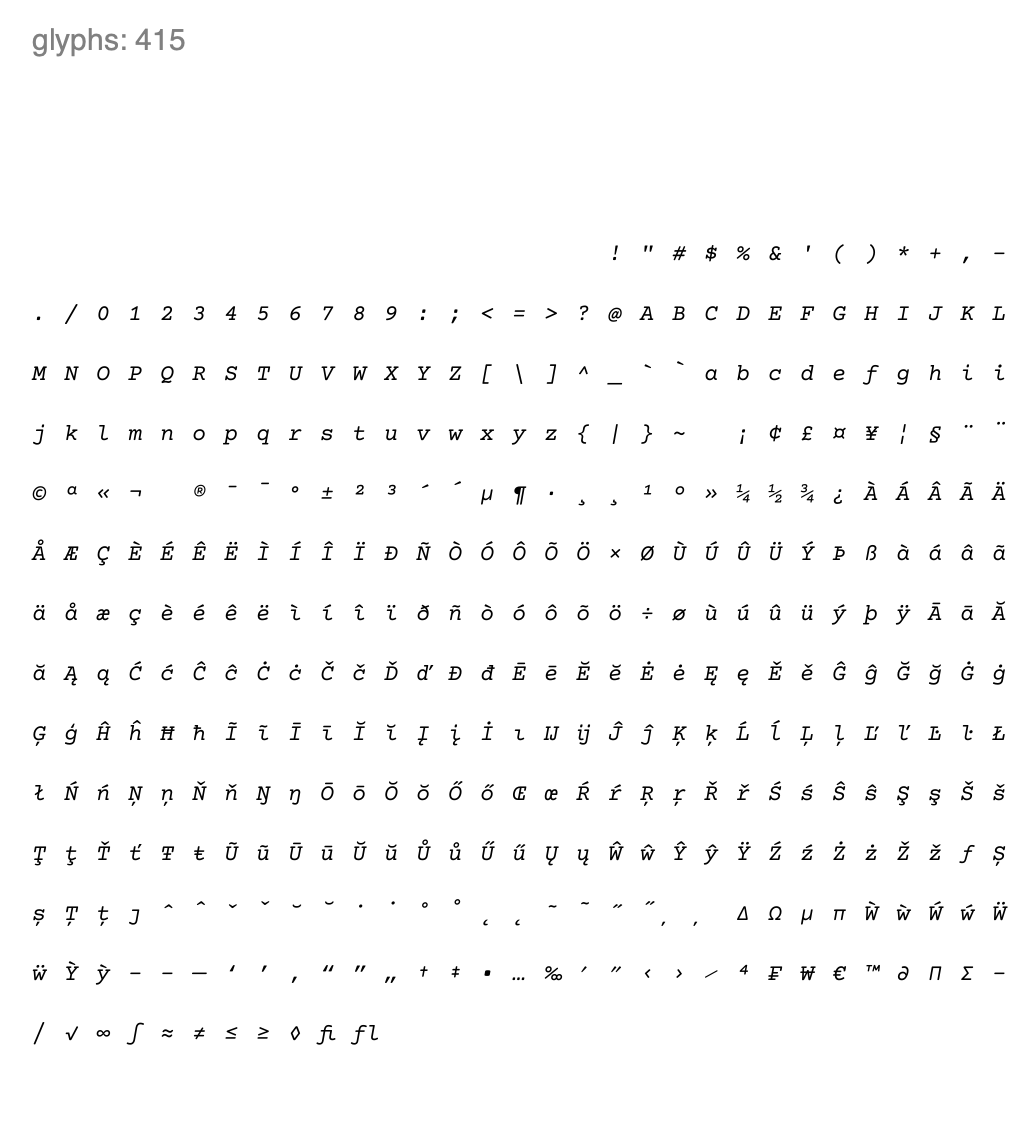 glyphs: 415
! " # $ % & ' ( ) * + , -
. / 0 1 2 3 4 5 6 7 8 9 : ; < = > ? @ A B C D E F G H I J K L
M N O P Q R S T U V W X Y Z [ \ ] ^ _ ` ` a b c d e f g h i i
j k l m n o p q r s t u v w x y z { | } ~ ¡ ¢ £ ¤ ¥ ¦ § ¨ ¨
© ª « ¬ ® ¯ ¯ ° ± ² ³ ´ ´ µ ¶ · ¸ ¸ ¹ º » ¼ ½ ¾ ¿ À Á Â Ã Ä
Å Æ Ç È É Ê Ë Ì Í Î Ï Ð Ñ Ò Ó Ô Õ Ö × Ø Ù Ú Û Ü Ý Þ ß à á â ã
ä å æ ç è é ê ë ì í î ï ð ñ ò ó ô õ ö ÷ ø ù ú û ü ý þ ÿ Ā ā Ă
ă Ą ą Ć ć Ĉ ĉ Ċ ċ Č č Ď ď Đ đ Ē ē Ĕ ĕ Ė ė Ę ę Ě ě Ĝ ĝ Ğ ğ Ġ ġ
Ģ ģ Ĥ ĥ Ħ ħ Ĩ ĩ Ī ī Ĭ ĭ Į į İ ı Ĳ ĳ Ĵ ĵ Ķ ķ Ĺ ĺ Ļ ļ Ľ ľ Ŀ ŀ Ł
ł Ń ń Ņ ņ Ň ň Ŋ ŋ Ō ō Ŏ ŏ Ő ő Œ œ Ŕ ŕ Ŗ ŗ Ř ř Ś ś Ŝ ŝ Ş ş Š š
Ţ ţ Ť ť Ŧ ŧ Ũ ũ Ū ū Ŭ ŭ Ů ů Ű ű Ų ų Ŵ ŵ Ŷ ŷ Ÿ Ź ź Ż ż Ž ž ƒ Ș
ș Ț ț ȷ ˆ ˆ ˇ ˇ ˘ ˘ ˙ ˙ ˚ ˚ ˛ ˛ ˜ ˜ ˝ ˝ , , Δ Ω μ π Ẁ ẁ Ẃ ẃ Ẅ
ẅ Ỳ ỳ – – — ‘ ’ ‚ “ ” „ † ‡ • … ‰ ′ ″ ‹ › ⁄ ⁴ ₣ ₩ € ™ ∂ ∏ ∑ −
∕ √ ∞ ∫ ≈ ≠ ≤ ≥ ◊ ﬁ ﬂ